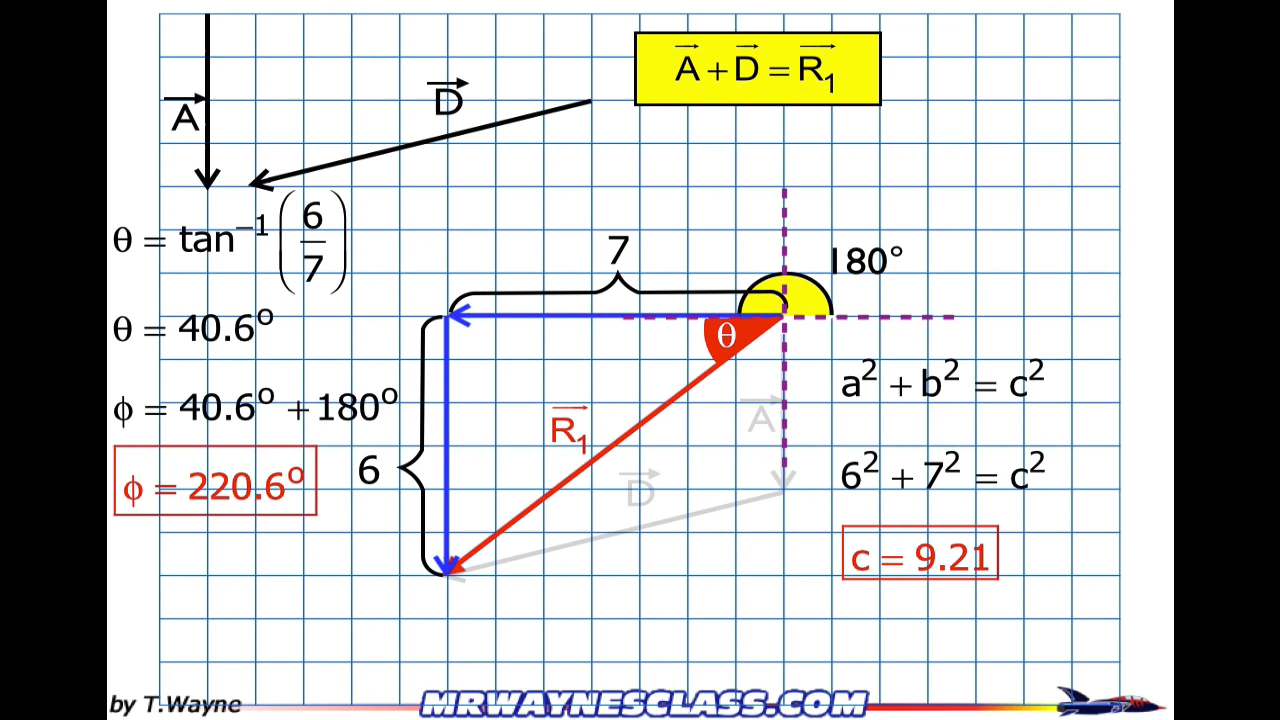 A + D = R₁
A
D
θ = tan⁻¹ (6/7)
7
180°
θ = 40.6°
θ
a² + b² = c²
ϕ = 40.6° + 180°
R₁
A
ϕ = 220.6°
6
D
6² + 7² = c²
c = 9.21
by T.Wayne
MRWAYNESCLASS.COM